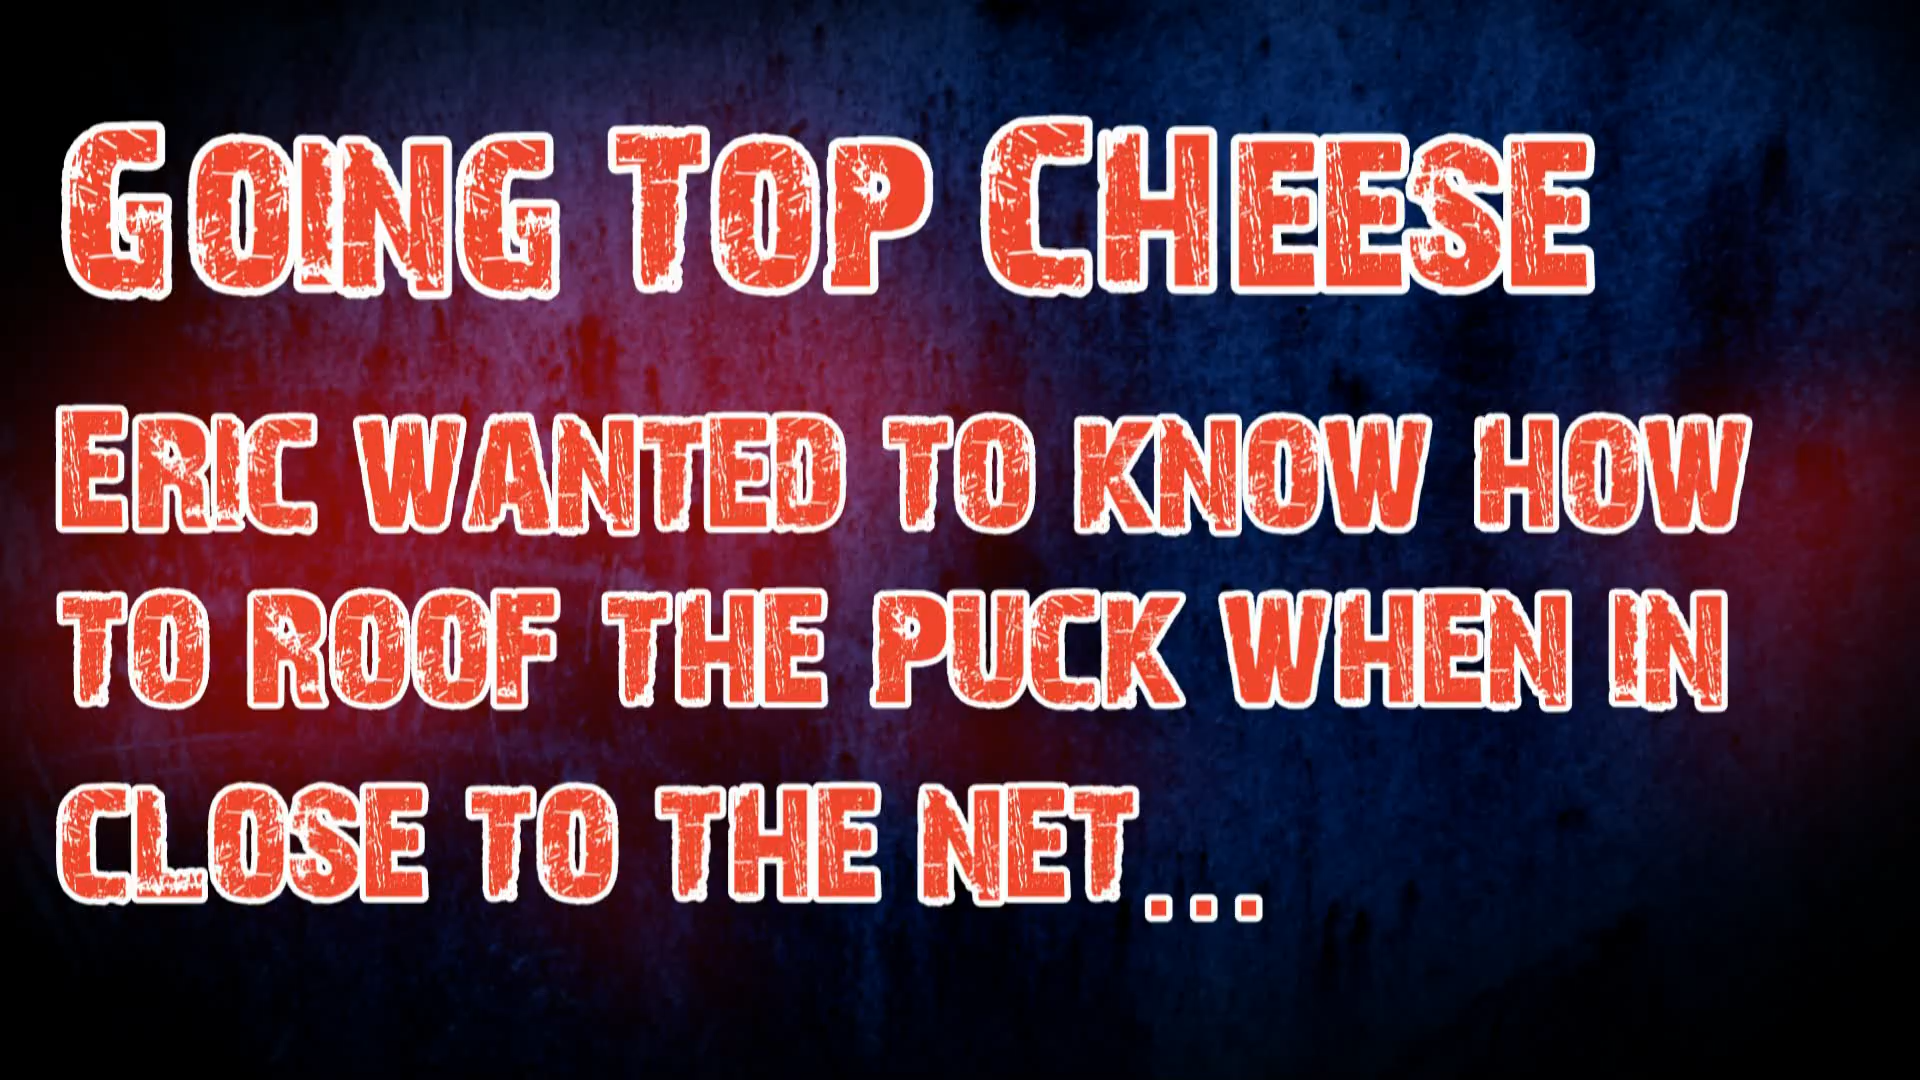 Going Top Cheese
Eric wanted to know how
to roof the puck when in
close to the net...